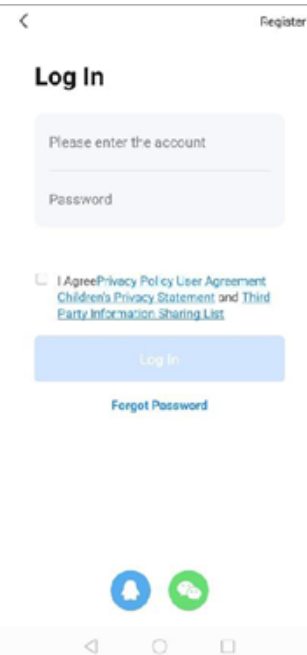 Register
Log In
Please enter the account
Password
I AgreePrivacy Policy User Agreement
Children's Privacy Statement and Third
Party Information Sharing List
Log In
Forgot Password